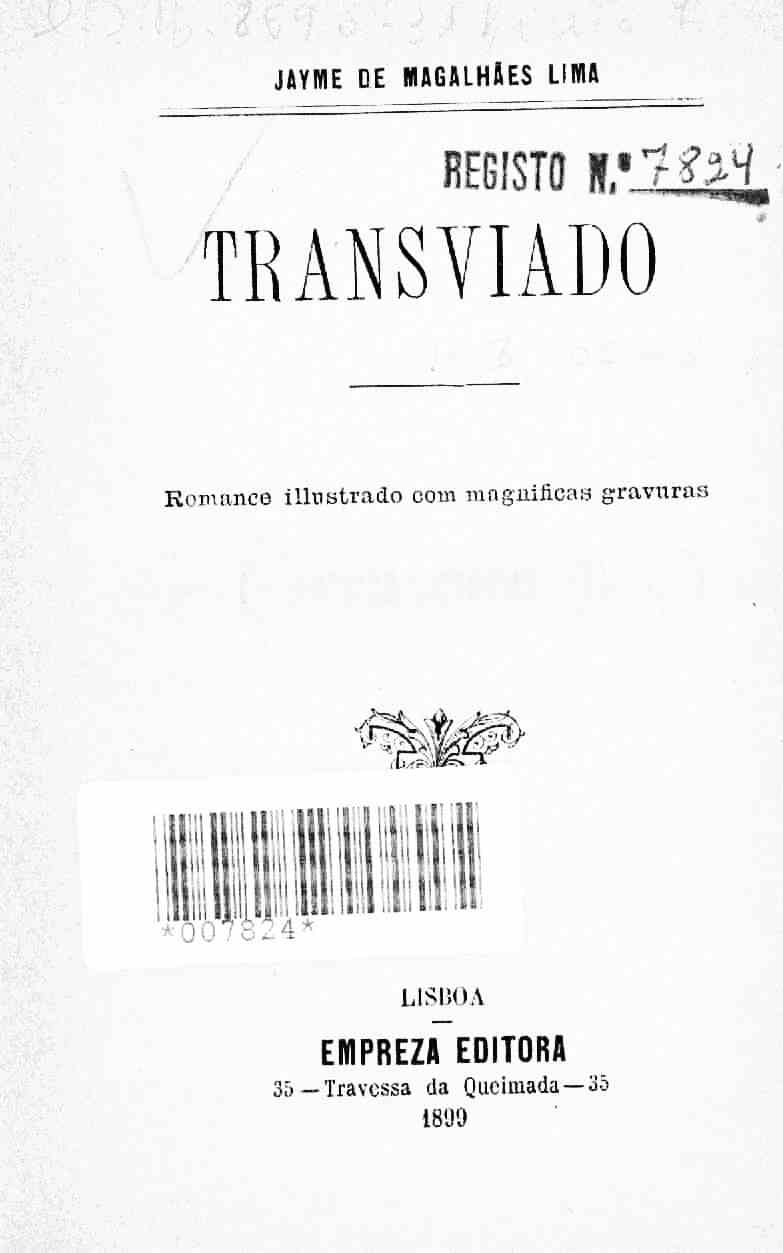 JAYME DE MAGALHÃES LIMA
REGISTO N.º 7824
TRANSVIADO
Romance illustrado com magnificas gravuras
*007824*
LISBOA
EMPREZA EDITORA
35 — Travessa da Queimada — 35
1899